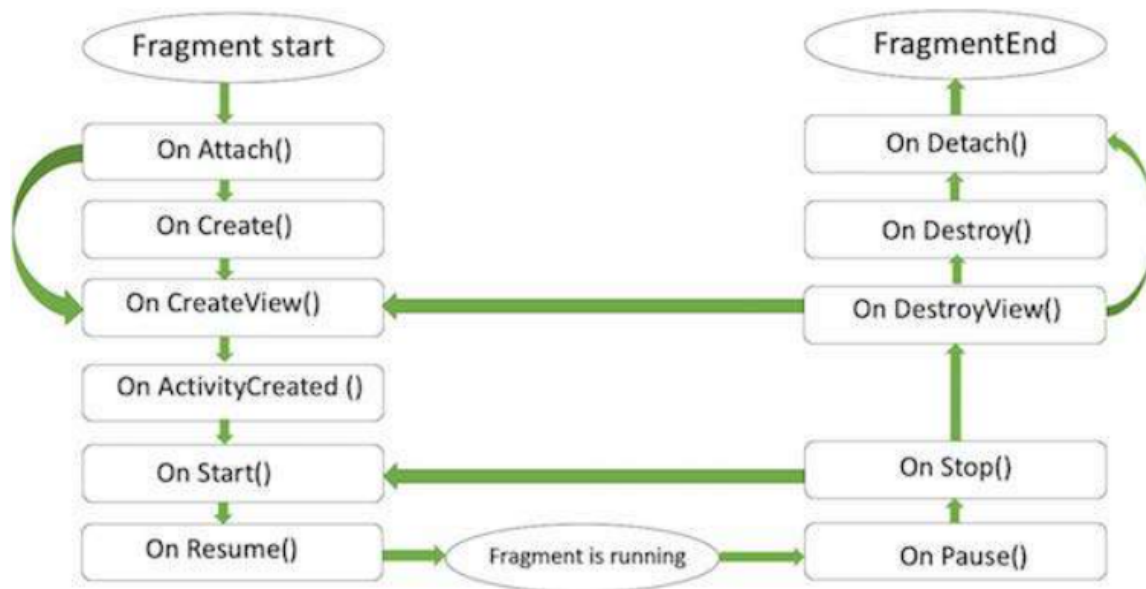 Fragment start
On Attach()
On Create()
On CreateView()
On ActivityCreated ()
On Start()
On Resume()
Fragment is running
FragmentEnd
On Detach()
On Destroy()
On DestroyView()
On Stop()
On Pause()